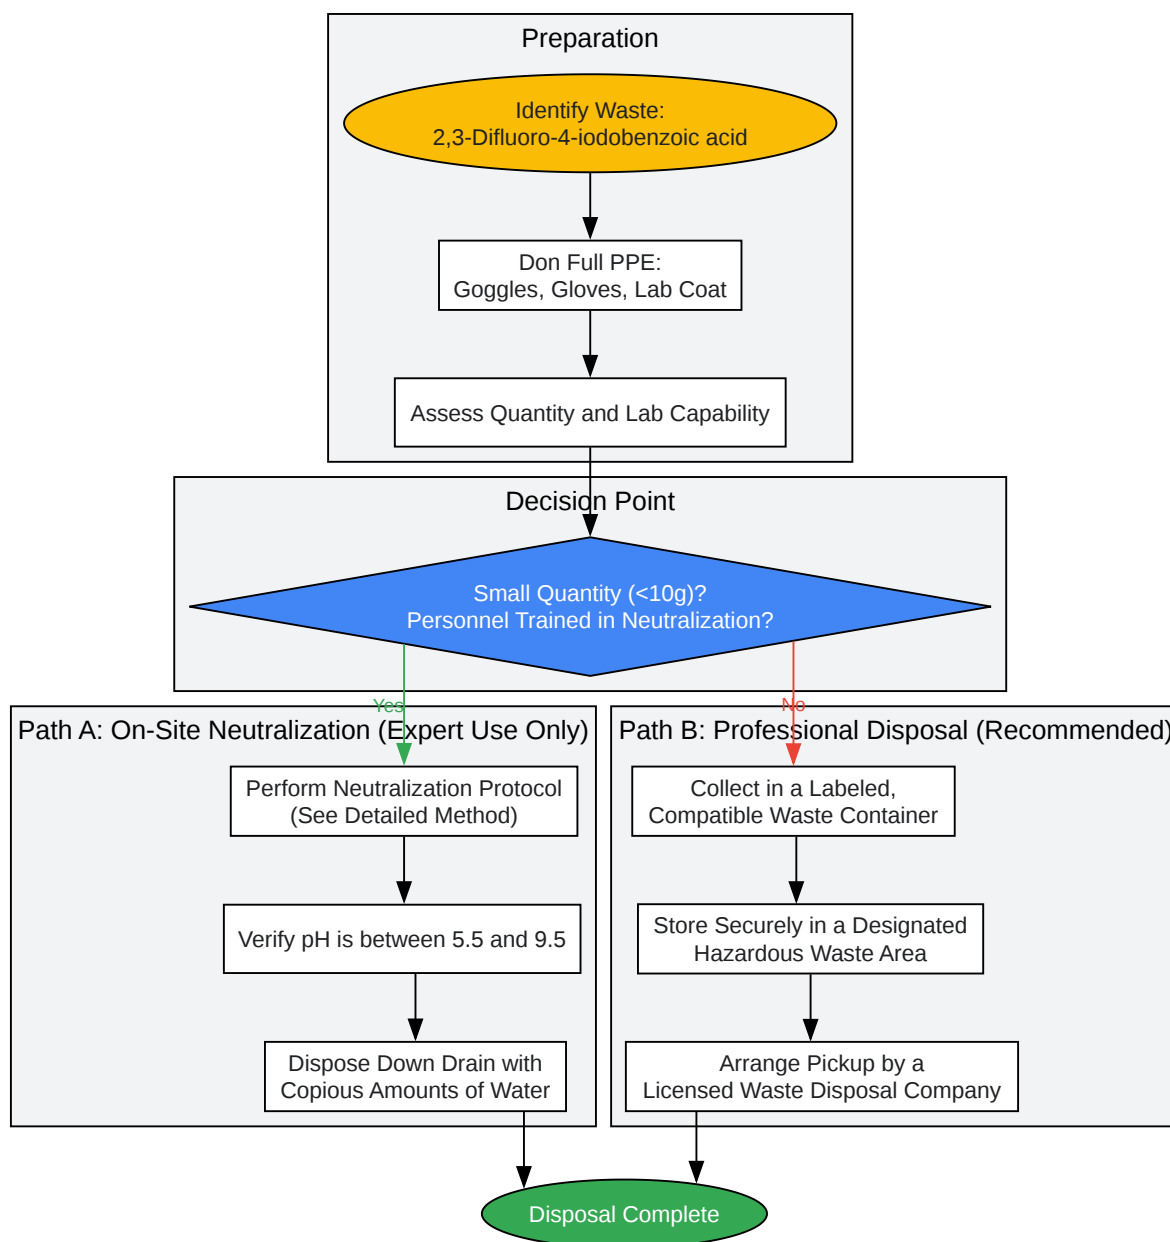 Preparation
Identify Waste:
2,3-Difluoro-4-iodobenzoic acid
Don Full PPE:
Goggles, Gloves, Lab Coat
Assess Quantity and Lab Capability
Decision Point
Small Quantity (<10g)?
Personnel Trained in Neutralization?
Yes
No
Path A: On-Site Neutralization (Expert Use Only)
Perform Neutralization Protocol
(See Detailed Method)
Verify pH is between 5.5 and 9.5
Dispose Down Drain with
Copious Amounts of Water
Path B: Professional Disposal (Recommended)
Collect in a Labeled,
Compatible Waste Container
Store Securely in a Designated
Hazardous Waste Area
Arrange Pickup by a
Licensed Waste Disposal Company
Disposal Complete